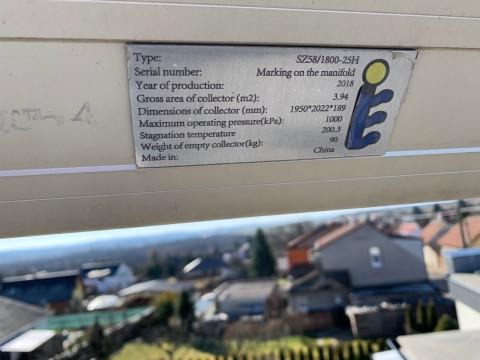 Type: SZ58/1800-25H
Serial number: Marking on the manifold
Year of production: 2018
Gross area of collector (m2): 3.94
Dimensions of collector (mm): 1950*2022*189
Maximum operating pressure(kPa): 1000
Stagnation temperature 200.3
Weight of empty collector(kg): 90
Made in: China